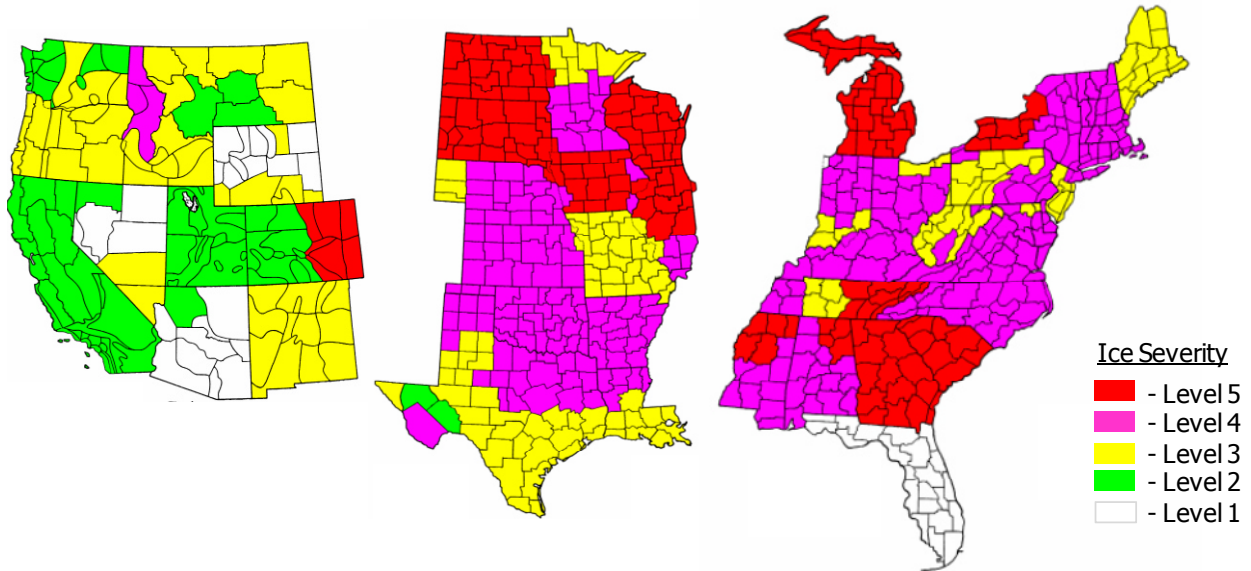 Ice Severity
- Level 5
- Level 4
- Level 3
- Level 2
- Level 1